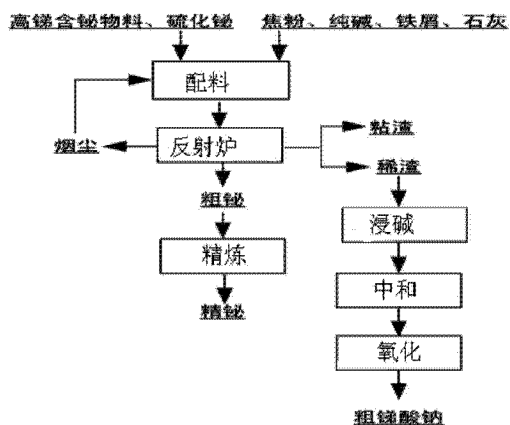 高锑含铋物料、硫化铋
焦粉、纯碱、铁屑、石灰
配料
烟尘
反射炉
粘渣
稀渣
粗铋
浸碱
精炼
中和
精铋
氧化
粗锑酸钠